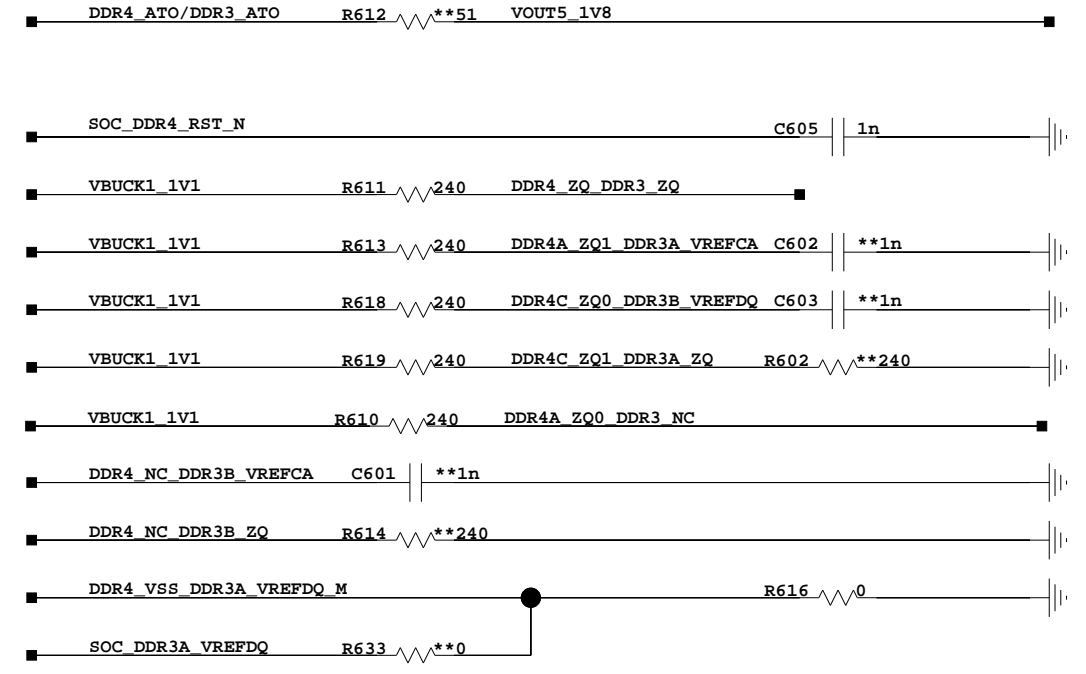 DDR4_ATO/DDR3_ATO R612 **51 VOUT5_1V8
SOC_DDR4_RST_N C605 1n
VBUCK1_1V1 R611 240 DDR4_ZQ_DDR3_ZQ
VBUCK1_1V1 R613 240 DDR4A_ZQ1_DDR3A_VREFCA C602 **1n
VBUCK1_1V1 R618 240 DDR4C_ZQ0_DDR3B_VREFDQ C603 **1n
VBUCK1_1V1 R619 240 DDR4C_ZQ1_DDR3A_ZQ R602 **240
VBUCK1_1V1 R610 240 DDR4A_ZQ0_DDR3_NC
DDR4_NC_DDR3B_VREFCA C601 **1n
DDR4_NC_DDR3B_ZQ R614 **240
DDR4_VSS_DDR3A_VREFDQ_M R616 0
SOC_DDR3A_VREFDQ R633 **0